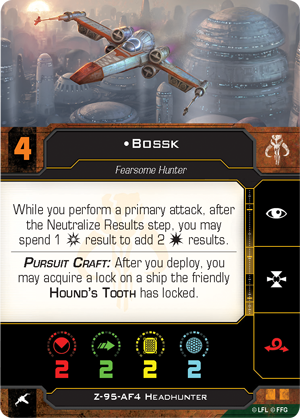 4
•Bossk
Fearsome Hunter
While you perform a primary attack, after
the Neutralize Results step, you may
spend 1 result to add 2 results.
Pursuit Craft: After you deploy, you
may acquire a lock on a ship the friendly
Hound's Tooth has locked.
2 2 2 2
Z-95-AF4 Headhunter
©LFL ©FFG